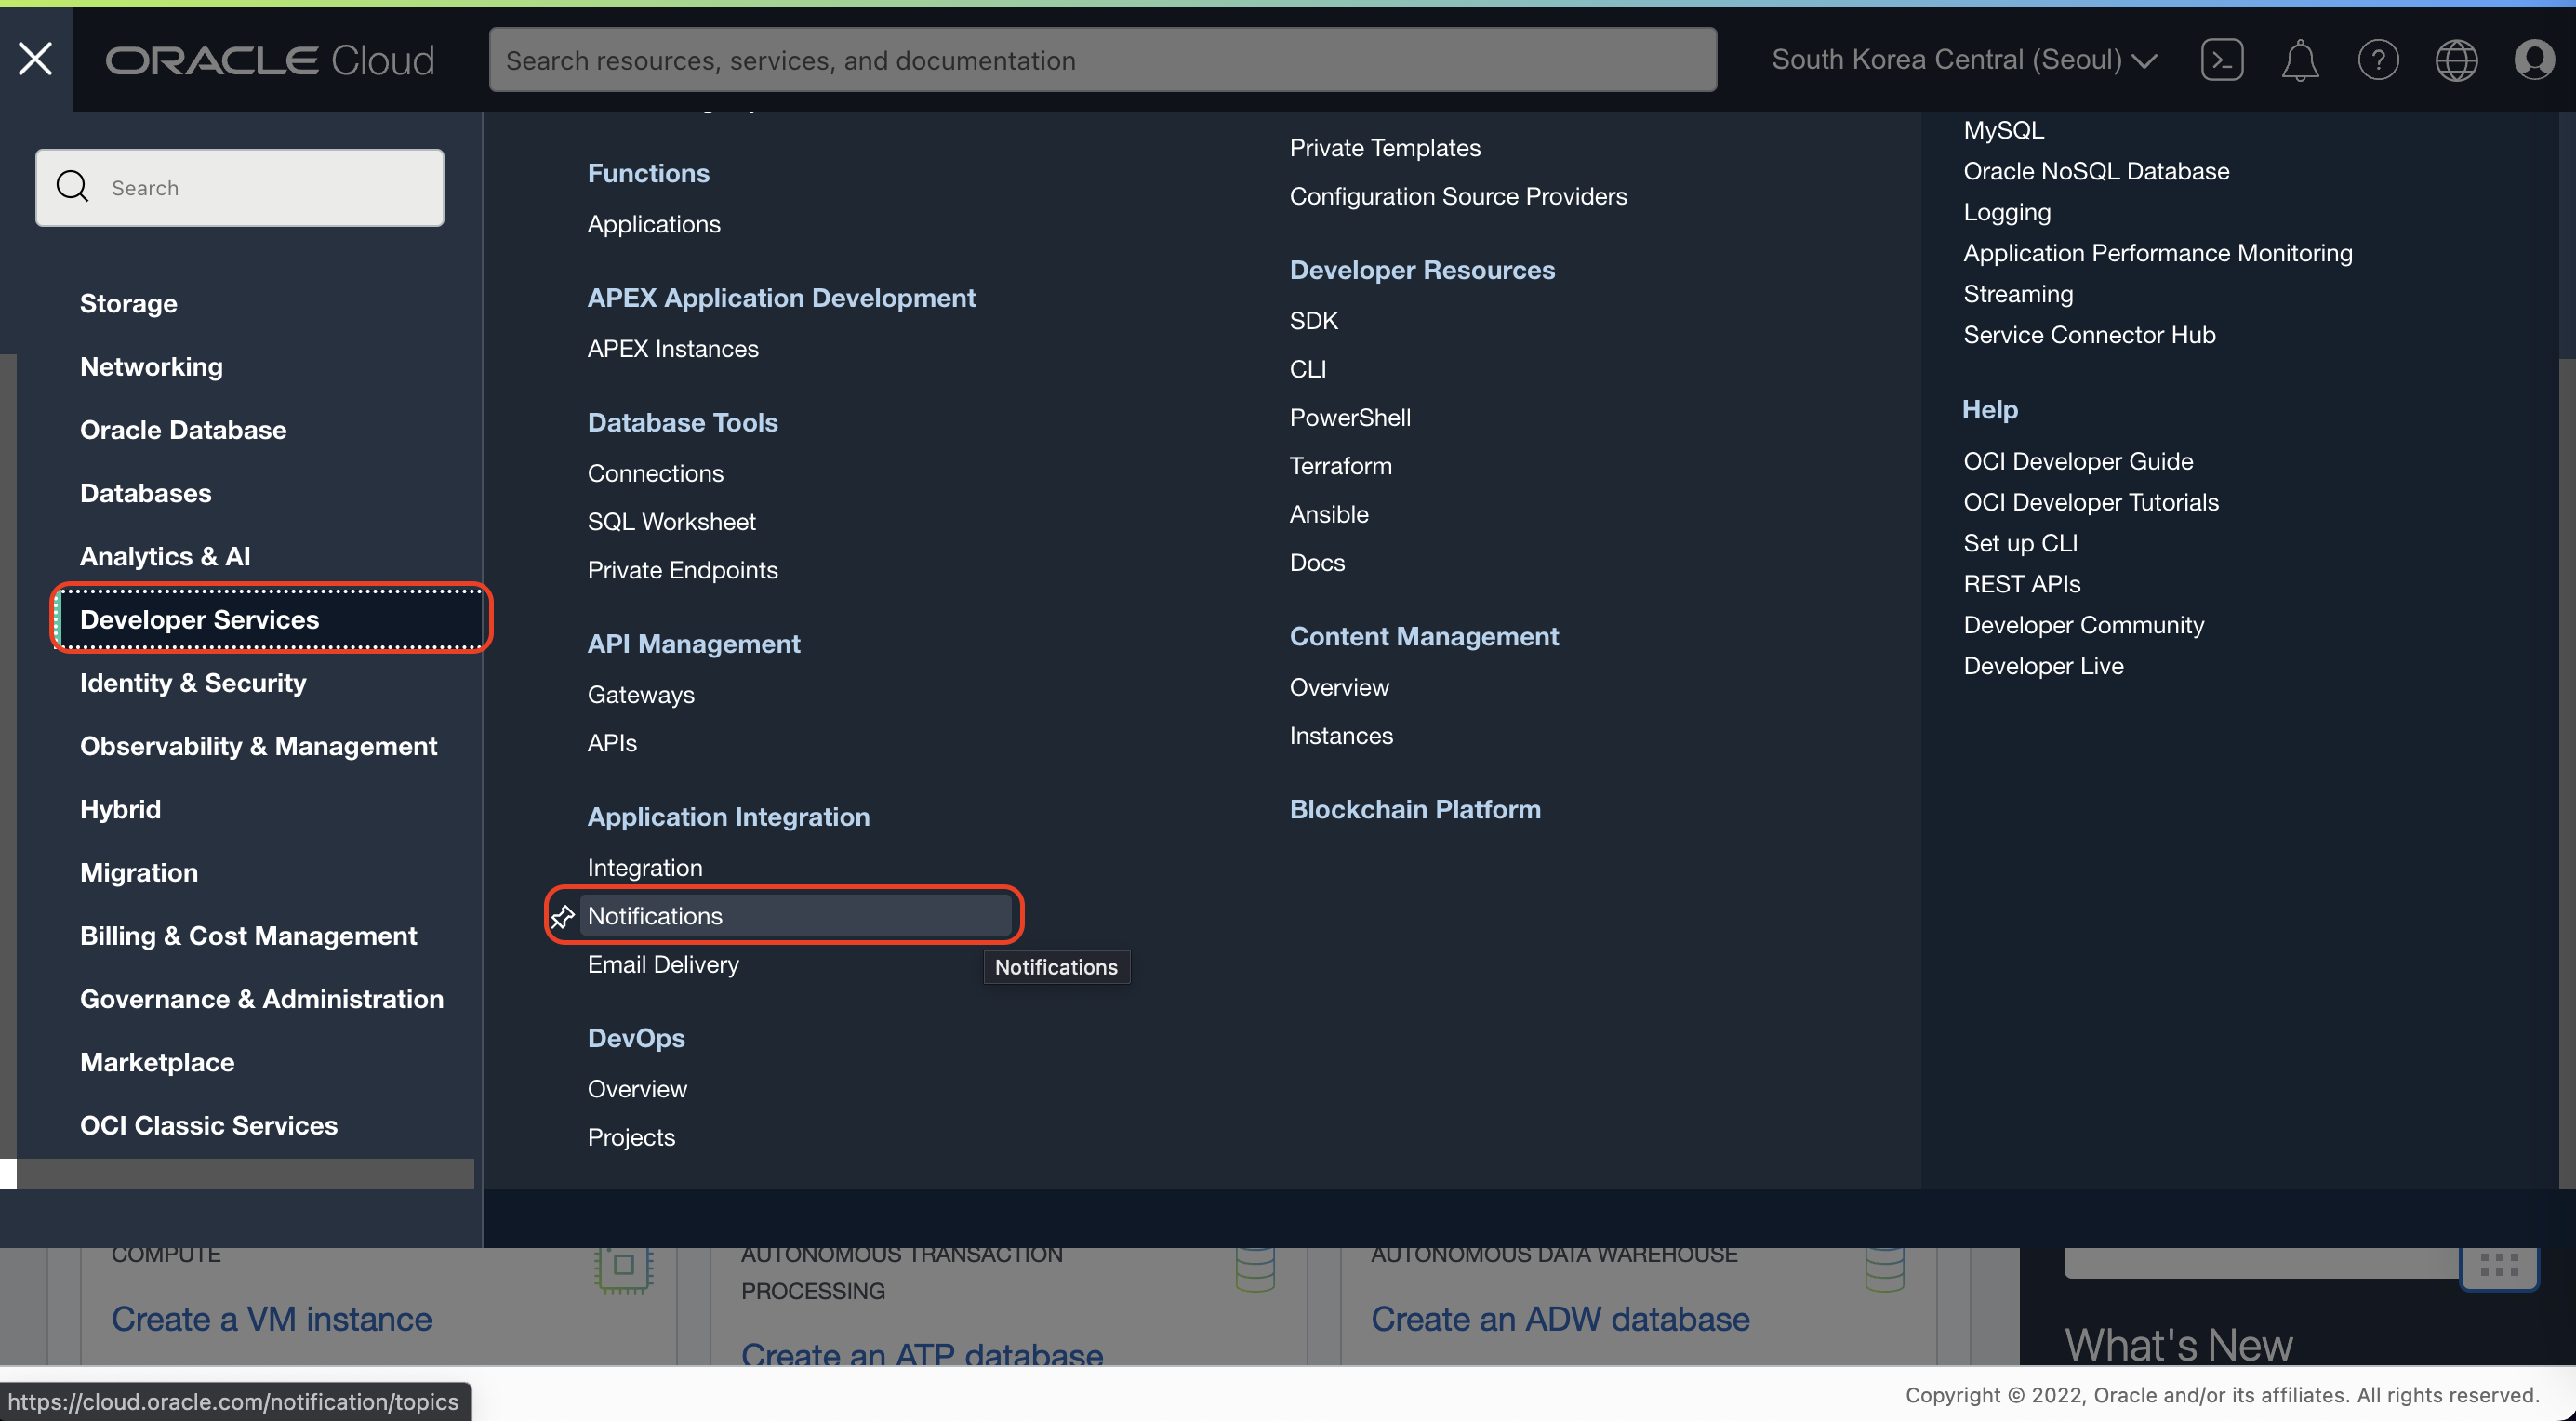 ORACLE Cloud
Search resources, services, and documentation
South Korea Central (Seoul)
Search
Storage
Networking
Oracle Database
Databases
Analytics & AI
Developer Services
Identity & Security
Observability & Management
Hybrid
Migration
Billing & Cost Management
Governance & Administration
Marketplace
OCI Classic Services
Functions
Applications
APEX Application Development
APEX Instances
Database Tools
Connections
SQL Worksheet
Private Endpoints
API Management
Gateways
APIs
Application Integration
Integration
Notifications
Notifications
Email Delivery
DevOps
Overview
Projects
Private Templates
Configuration Source Providers
Developer Resources
SDK
CLI
PowerShell
Terraform
Ansible
Docs
Content Management
Overview
Instances
Blockchain Platform
MySQL
Oracle NoSQL Database
Logging
Application Performance Monitoring
Streaming
Service Connector Hub
Help
OCI Developer Guide
OCI Developer Tutorials
Set up CLI
REST APIs
Developer Community
Developer Live
COMPUTE
Create a VM instance
AUTONOMOUS TRANSACTION
PROCESSING
Create an ATP database
AUTONOMOUS DATA WAREHOUSE
Create an ADW database
What's New
https://cloud.oracle.com/notification/topics
Copyright © 2022, Oracle and/or its affiliates. All rights reserved.